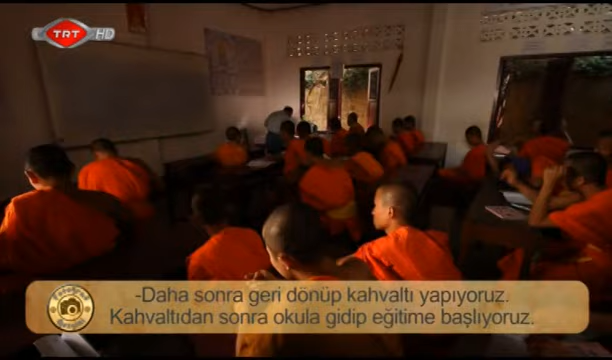 TRT HD
-Daha sonra geri dönüp kahvaltı yapıyoruz.
Kahvaltıdan sonra okula gidip eğitime başlıyoruz.